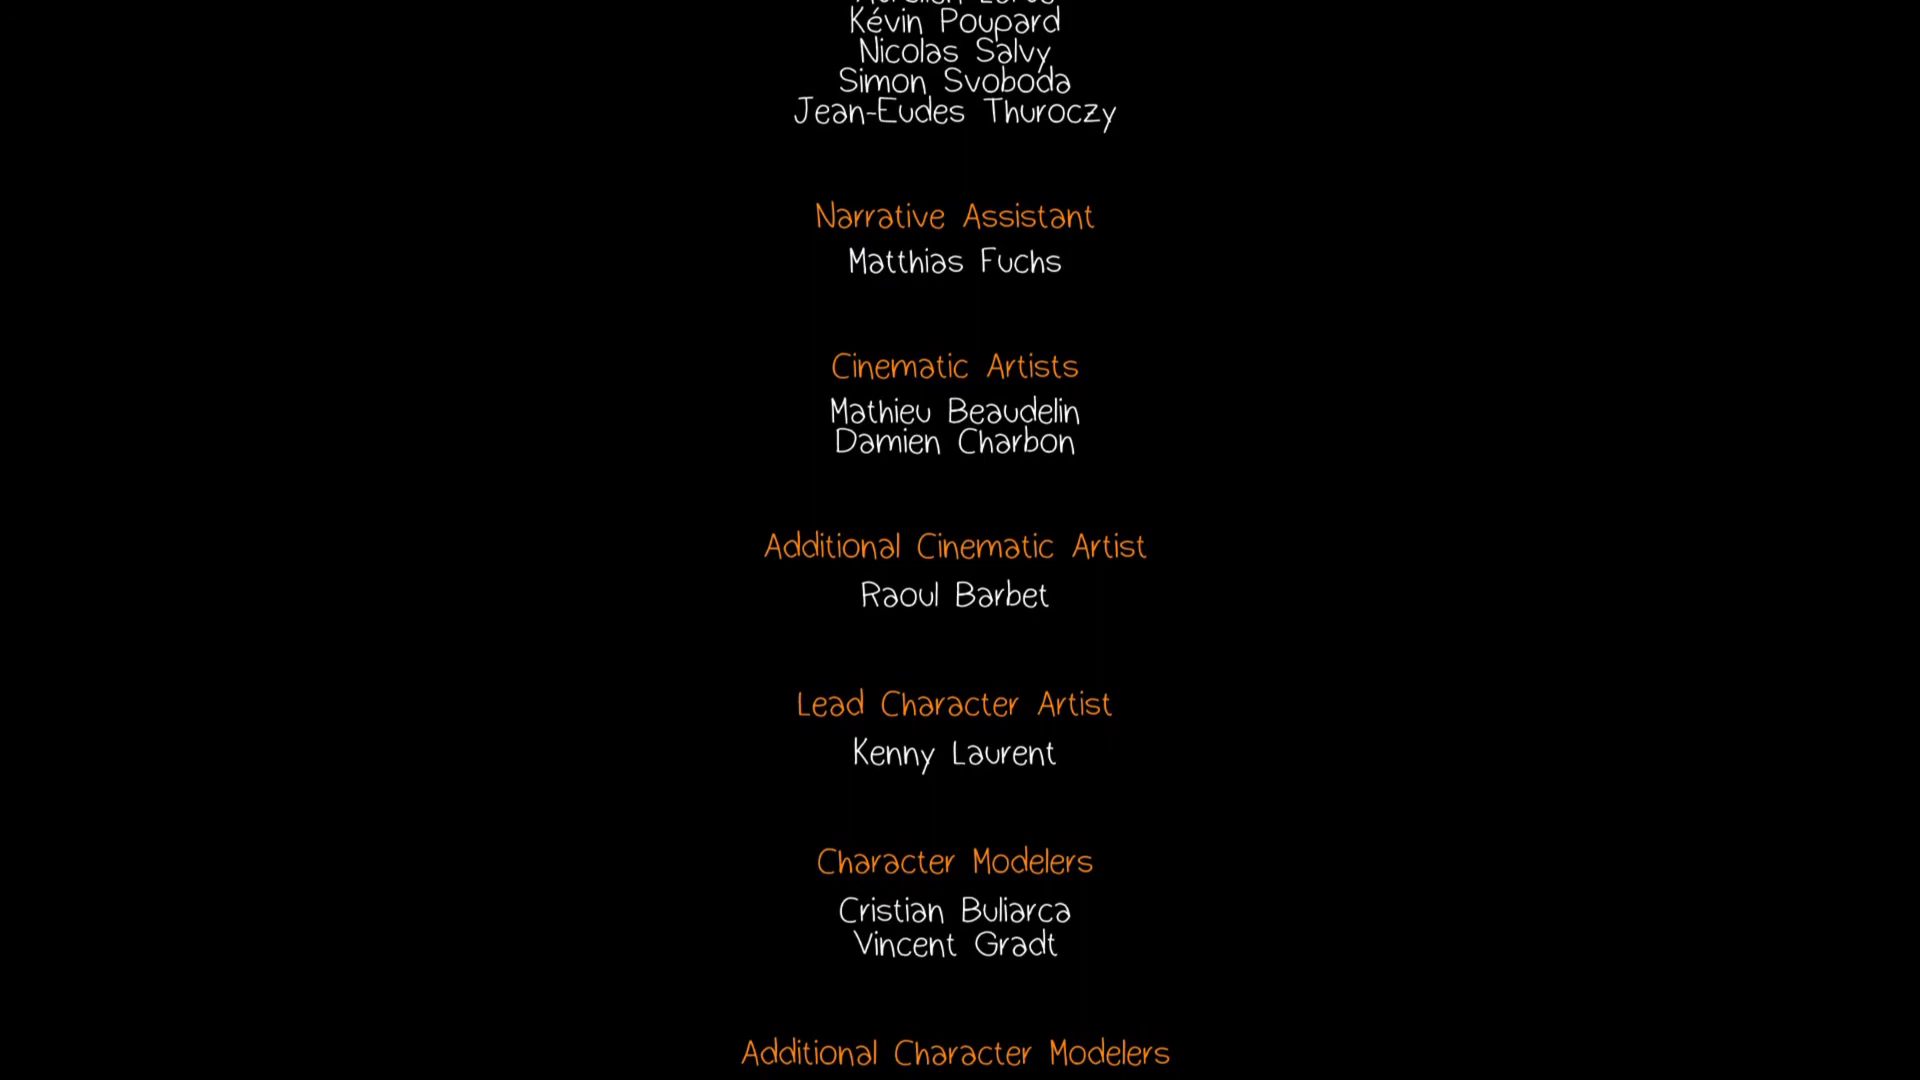 Kévin Poupard
Nicolas Salvy
Simon Svoboda
Jean-Eudes Thuroczy
Narrative Assistant
Matthias Fuchs
Cinematic Artists
Mathieu Beaudelin
Damien Charbon
Additional Cinematic Artist
Raoul Barbet
Lead Character Artist
Kenny Laurent
Character Modelers
Cristian Buliarca
Vincent Gradt
Additional Character Modelers